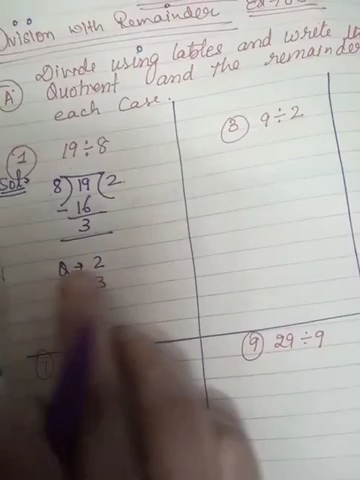 Division with Remainder
(A) Divide using tables and write the
Quotient and the remainder
each case.
(1) 19÷8
Sol:
8)19(2
-16
3
Q→2
3
(8) 9÷2
(9) 29÷9